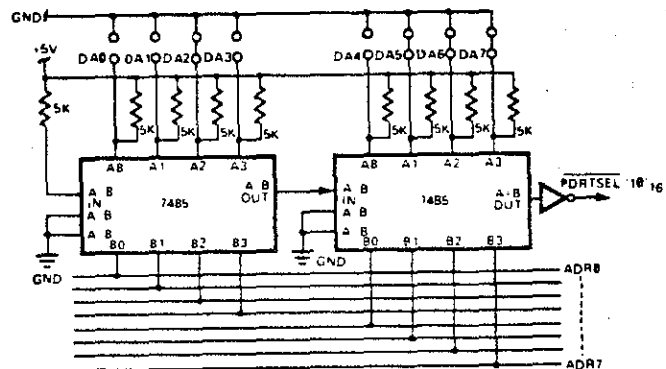 GND
+5V
DA0 DA1 DA2 DA3 DA4 DA5 DA6 DA7
5K 5K 5K 5K 5K 5K 5K 5K 5K
A0 A1 A2 A3 A0 A1 A2 A3
A B IN
7485
A B OUT
A B
A B
B0 B1 B2 B3
A B IN
7485
A B OUT
A B
A B
B0 B1 B2 B3
PORTSEL 10 16
GND
GND
ADR0
ADR7